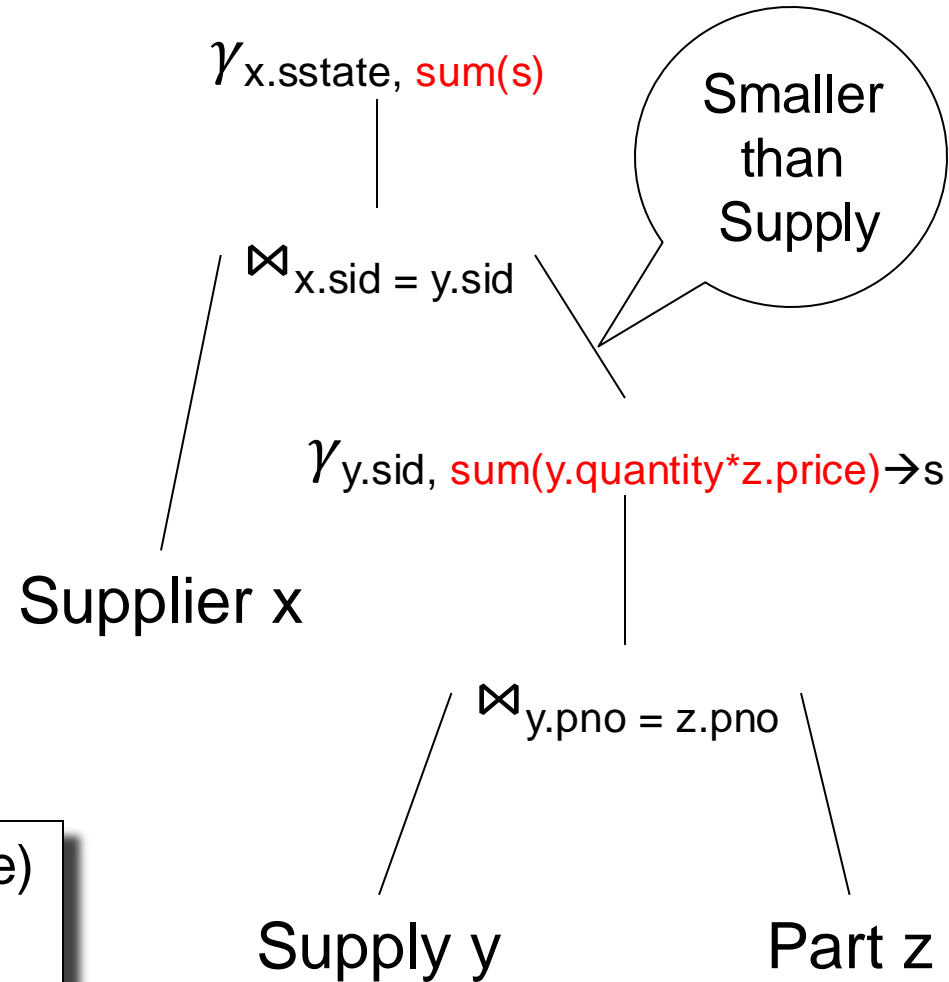 γx.sstate, sum(s)
Smaller
than
Supply
⋈x.sid = y.sid
γy.sid, sum(y.quantity*z.price)→s
Supplier x
⋈y.pno = z.pno
e)
Supply y
Part z